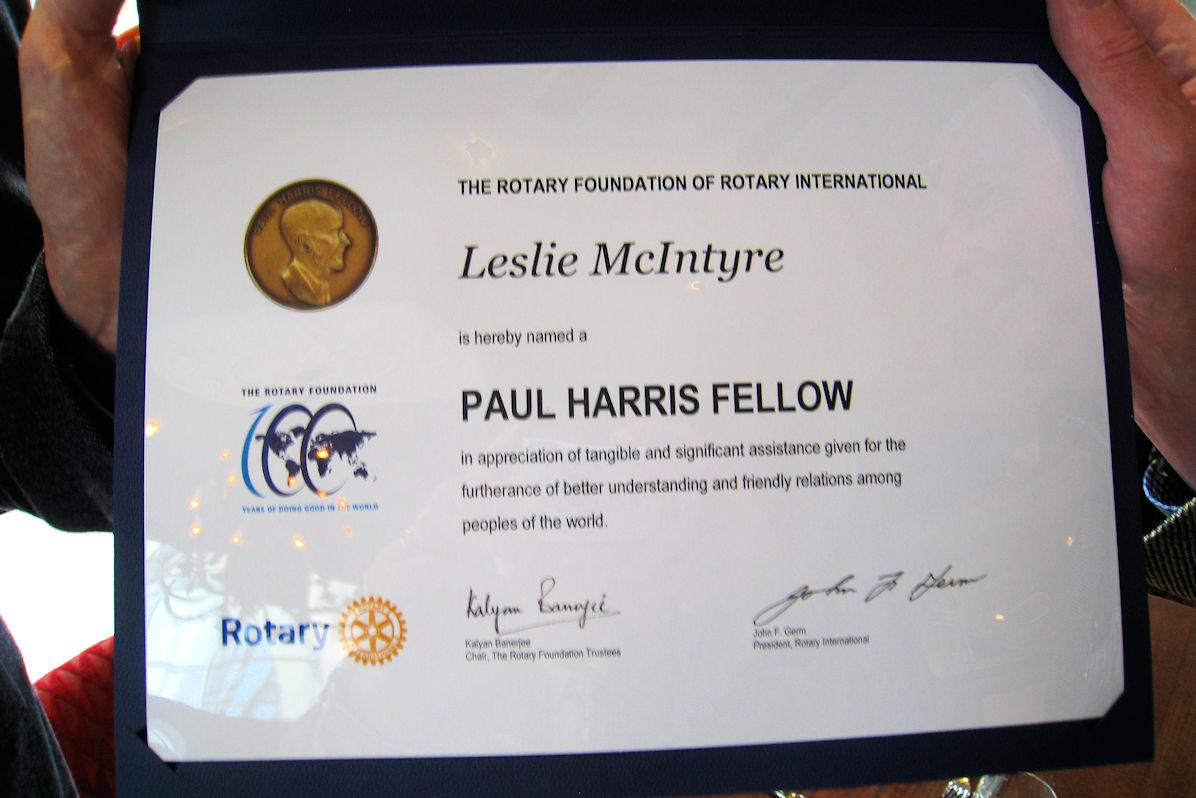 THE ROTARY FOUNDATION OF ROTARY INTERNATIONAL
PAUL HARRIS FELLOW
Leslie McIntyre
is hereby named a
THE ROTARY FOUNDATION
100
YEARS OF DOING GOOD IN THE WORLD
PAUL HARRIS FELLOW
in appreciation of tangible and significant assistance given for the
furtherance of better understanding and friendly relations among
peoples of the world.
Rotary
Kalyan Banerjee
Kalyan Banerjee
Chair, The Rotary Foundation Trustees
John F Germ
John F. Germ
President, Rotary International